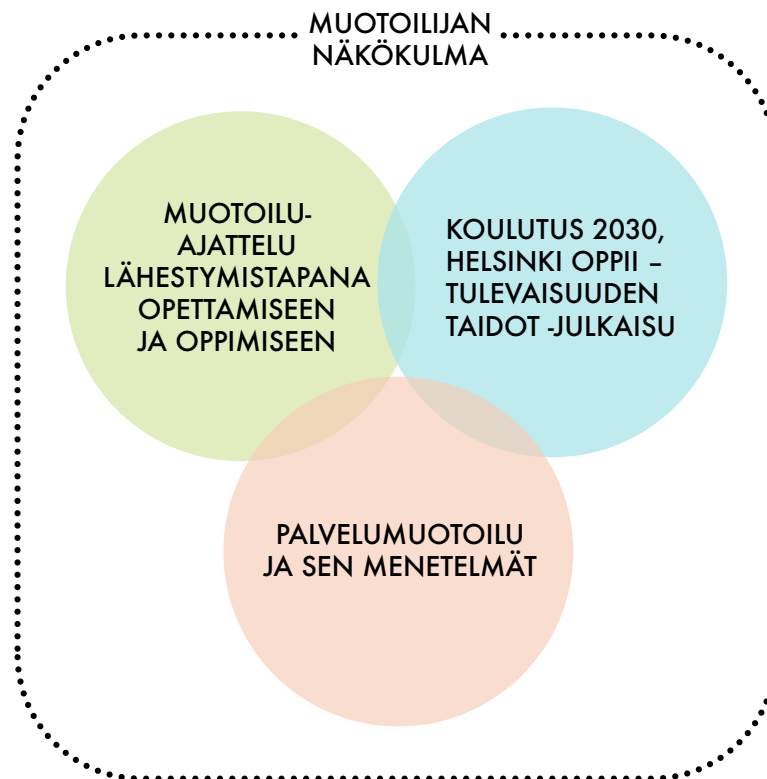 MUOTOILIJAN
NÄKÖKULMA
MUOTOILU-
AJATTELU
LÄHESTYMISTAPANA
OPETTAMISEEN
JA OPPIMISEEN
KOULUTUS 2030,
HELSINKI OPPII –
TULEVAISUUDEN
TAIDOT -JULKAISU
PALVELUMUOTOILU
JA SEN MENETELMÄT